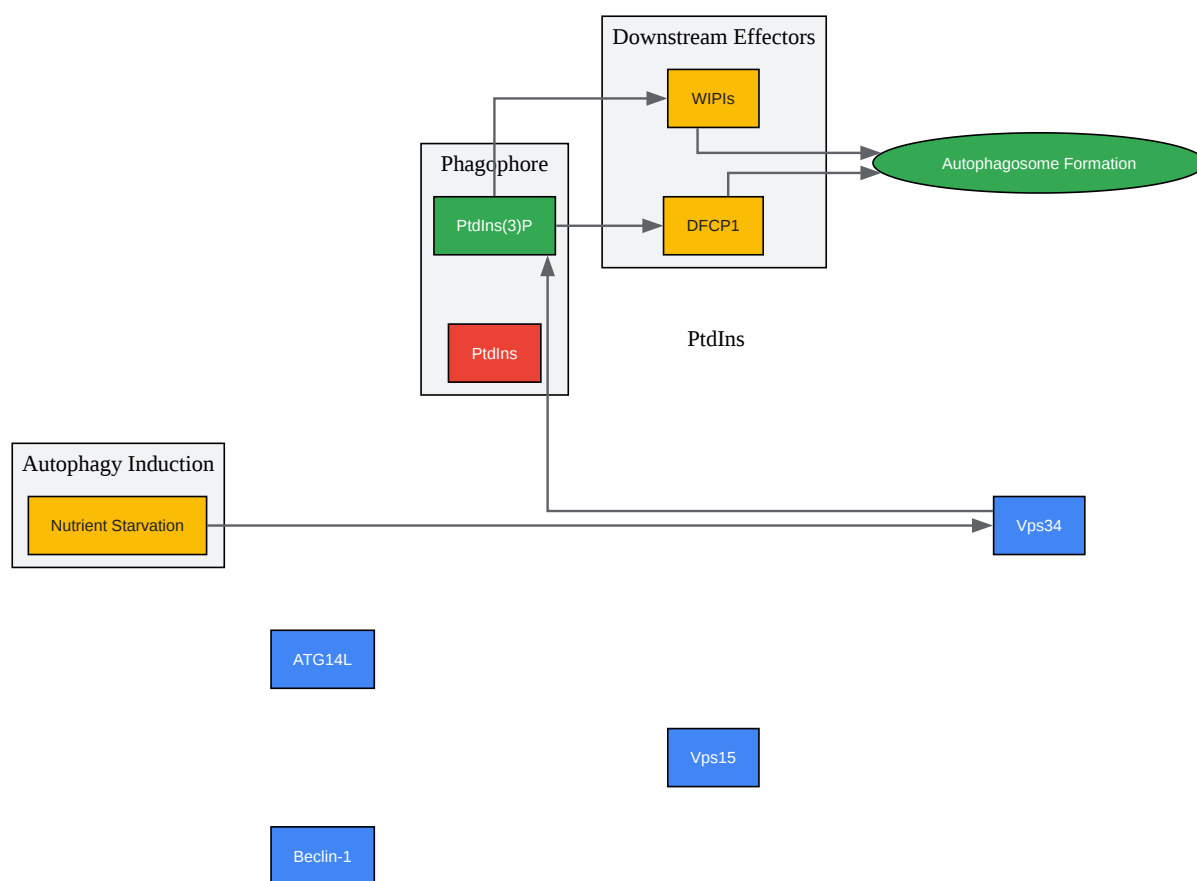 Downstream Effectors
WIPIs
Phagophore
Autophagosome Formation
PtdIns(3)P
DFCP1
PtdIns
PtdIns
Autophagy Induction
Nutrient Starvation
Vps34
ATG14L
Vps15
Beclin-1